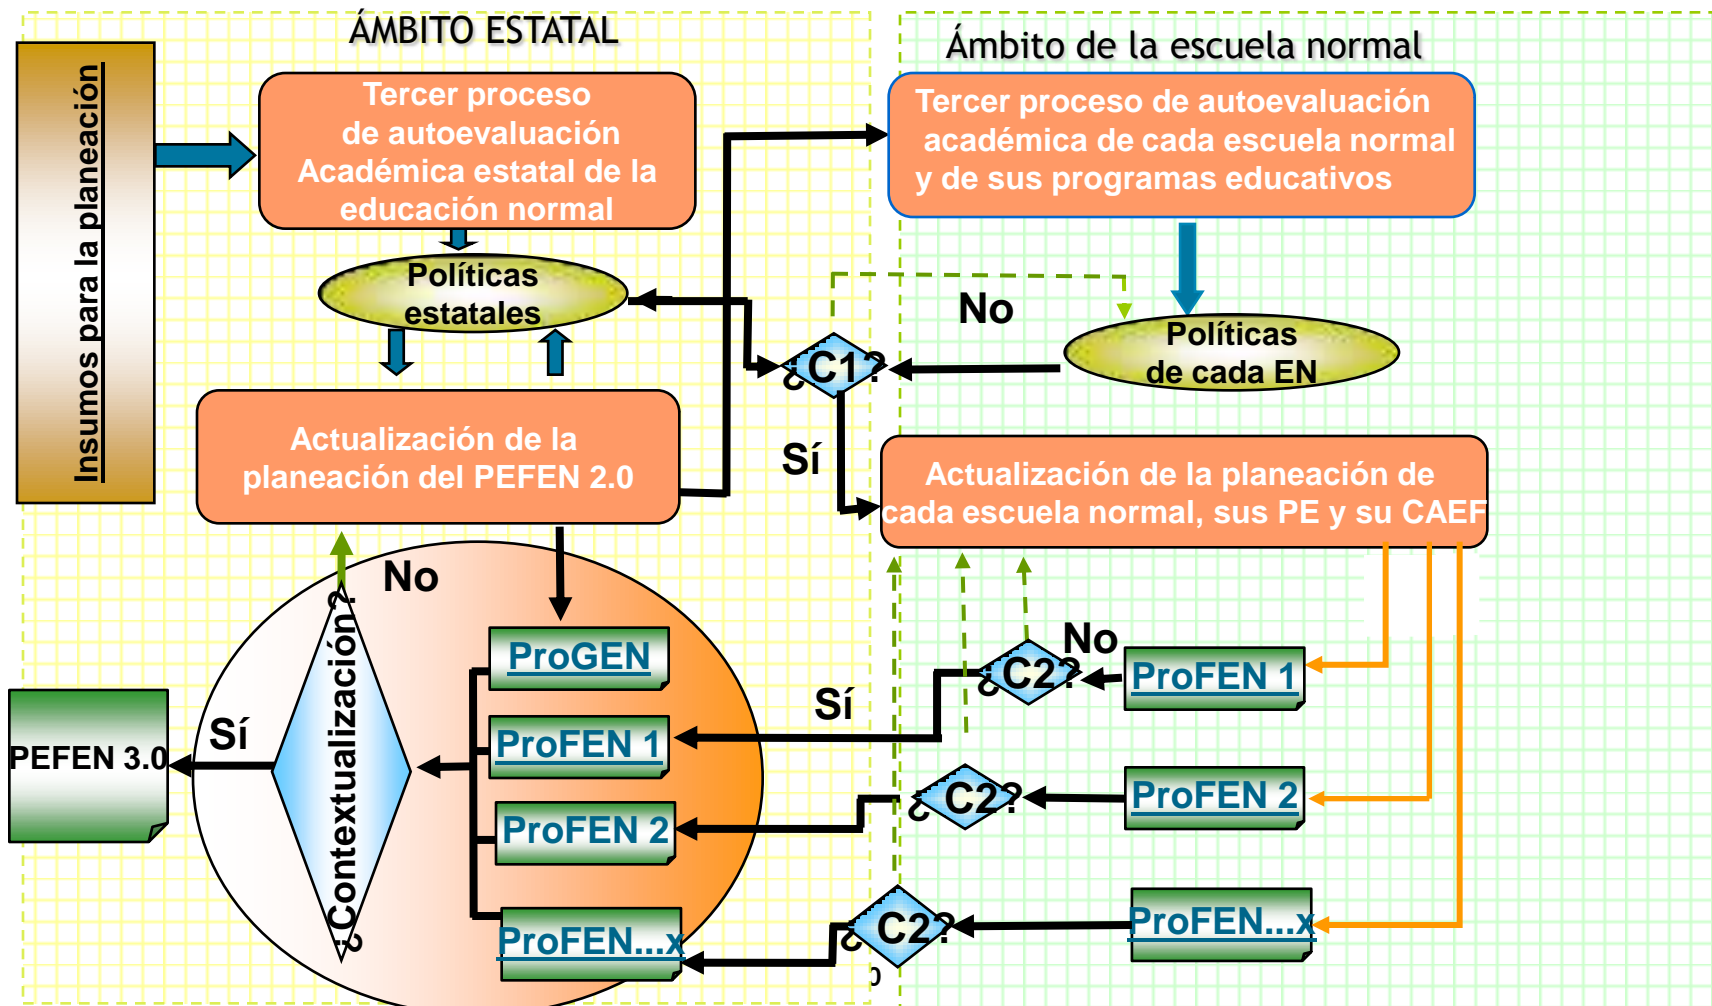 ÁMBITO ESTATAL
Ámbito de la escuela normal
Insumos para la planeación
Tercer proceso
de autoevaluación
Académica estatal de la
educación normal
Tercer proceso de autoevaluación
académica de cada escuela normal
y de sus programas educativos
Políticas
estatales
No
Políticas
de cada EN
¿C1?
Sí
Actualización de la
planeación del PEFEN 2.0
Actualización de la planeación de
cada escuela normal, sus PE y su CAEF
No
¿Contextualización?
ProGEN
No
¿C2?
ProFEN 1
Sí
ProFEN 1
Sí
PEFEN 3.0
¿C2?
ProFEN 2
ProFEN 2
¿C2?
ProFEN...x
ProFEN...x